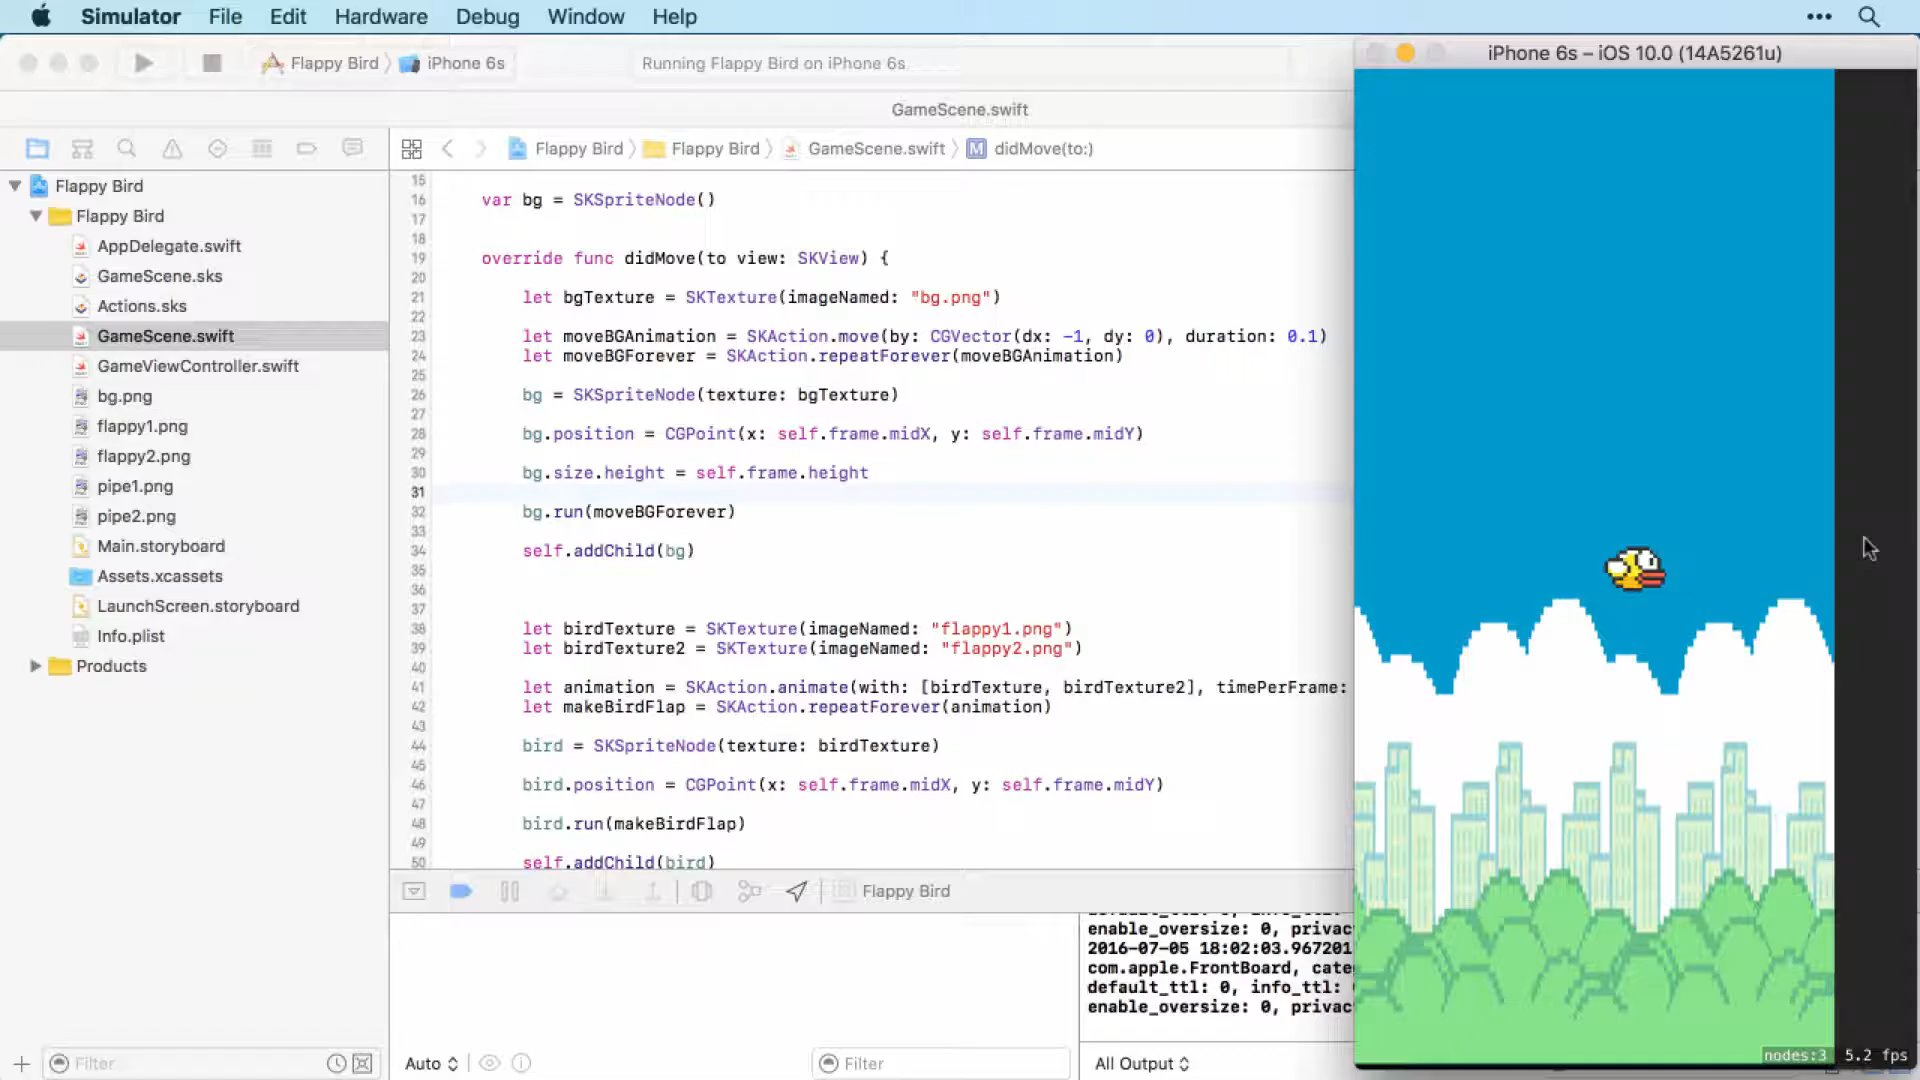 Simulator File Edit Hardware Debug Window Help
Flappy Bird iPhone 6s Running Flappy Bird on iPhone 6s
iPhone 6s – iOS 10.0 (14A5261u)
GameScene.swift
Flappy Bird Flappy Bird GameScene.swift M didMove(to:)
Flappy Bird
Flappy Bird
AppDelegate.swift
GameScene.sks
Actions.sks
GameScene.swift
GameViewController.swift
bg.png
flappy1.png
flappy2.png
pipe1.png
pipe2.png
Main.storyboard
Assets.xcassets
LaunchScreen.storyboard
Info.plist
Products
Filter
15
16 var bg = SKSpriteNode()
17
18
19 override func didMove(to view: SKView) {
20
21 let bgTexture = SKTexture(imageNamed: "bg.png")
22
23 let moveBGAnimation = SKAction.move(by: CGVector(dx: -1, dy: 0), duration: 0.1)
24 let moveBGForever = SKAction.repeatForever(moveBGAnimation)
25
26 bg = SKSpriteNode(texture: bgTexture)
27
28 bg.position = CGPoint(x: self.frame.midX, y: self.frame.midY)
29
30 bg.size.height = self.frame.height
31
32 bg.run(moveBGForever)
33
34 self.addChild(bg)
35
36
37
38 let birdTexture = SKTexture(imageNamed: "flappy1.png")
39 let birdTexture2 = SKTexture(imageNamed: "flappy2.png")
40
41 let animation = SKAction.animate(with: [birdTexture, birdTexture2], timePerFrame:
42 let makeBirdFlap = SKAction.repeatForever(animation)
43
44 bird = SKSpriteNode(texture: birdTexture)
45
46 bird.position = CGPoint(x: self.frame.midX, y: self.frame.midY)
47
48 bird.run(makeBirdFlap)
49
50 self.addChild(bird)
Flappy Bird
enable_oversize: 0, privac
2016-07-05 18:02:03.967201
com.apple.FrontBoard, cate
default_ttl: 0, info_ttl:
enable_oversize: 0, privac
Auto Filter All Output
nodes:3 5.2 fps